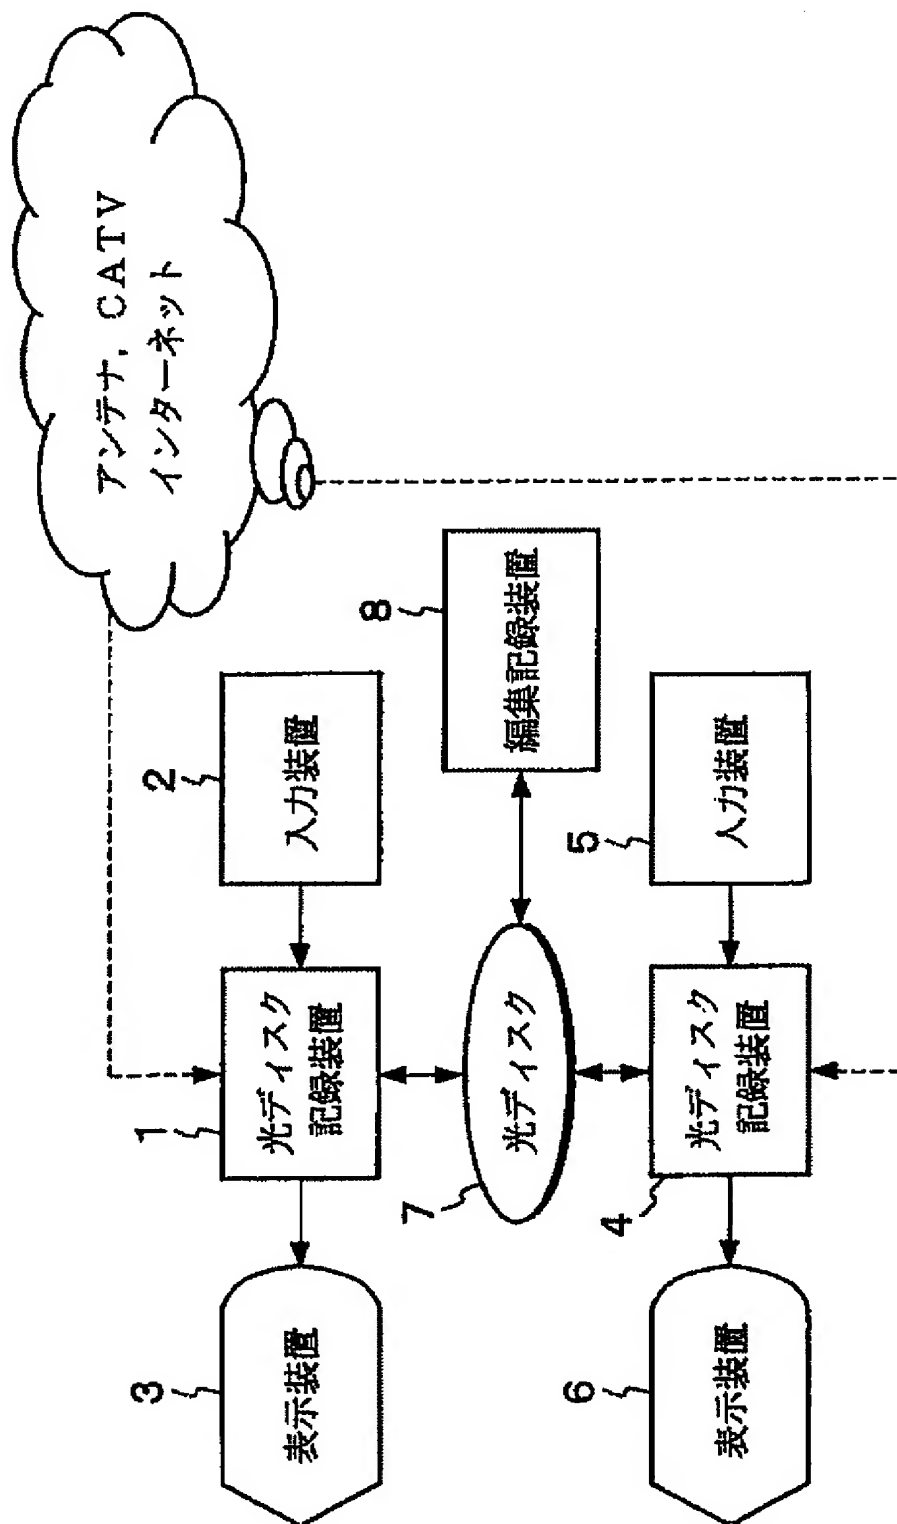 アンテナ, CATV
インターネット
1
光ディスク
記録装置
2
入力装置
3
表示装置
7
光ディスク
8
編集記録装置
4
光ディスク
記録装置
5
入力装置
6
表示装置